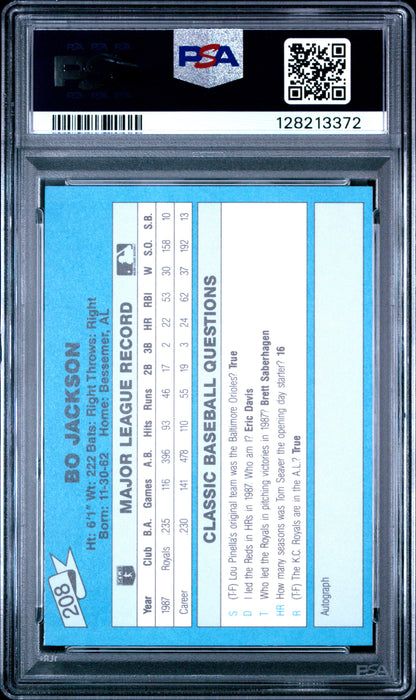 PSA
128213372
208
BO JACKSON
Ht: 6'1" Wt: 222 Bats: Right Throws: Right
Born: 11-30-62 Home: Bessemer, AL
MAJOR LEAGUE RECORD
Year Club B.A. Games A.B. Hits Runs 2B 3B HR RBI W S.O. S.B.
1987 Royals .235 116 396 93 46 17 2 22 53 30 158 10
Career .230 141 478 110 55 19 3 24 62 37 192 13
CLASSIC BASEBALL QUESTIONS
S (T-F) Lou Pinella's original team was the Baltimore Orioles? True
D I led the Reds in HRs in 1987. Who am I? Eric Davis
T Who led the Royals in pitching victories in 1987? Brett Saberhagen
HR How many seasons was Tom Seaver the opening day starter? 16
R (T-F) The K.C. Royals are in the A.L.? True
Autograph
PSA